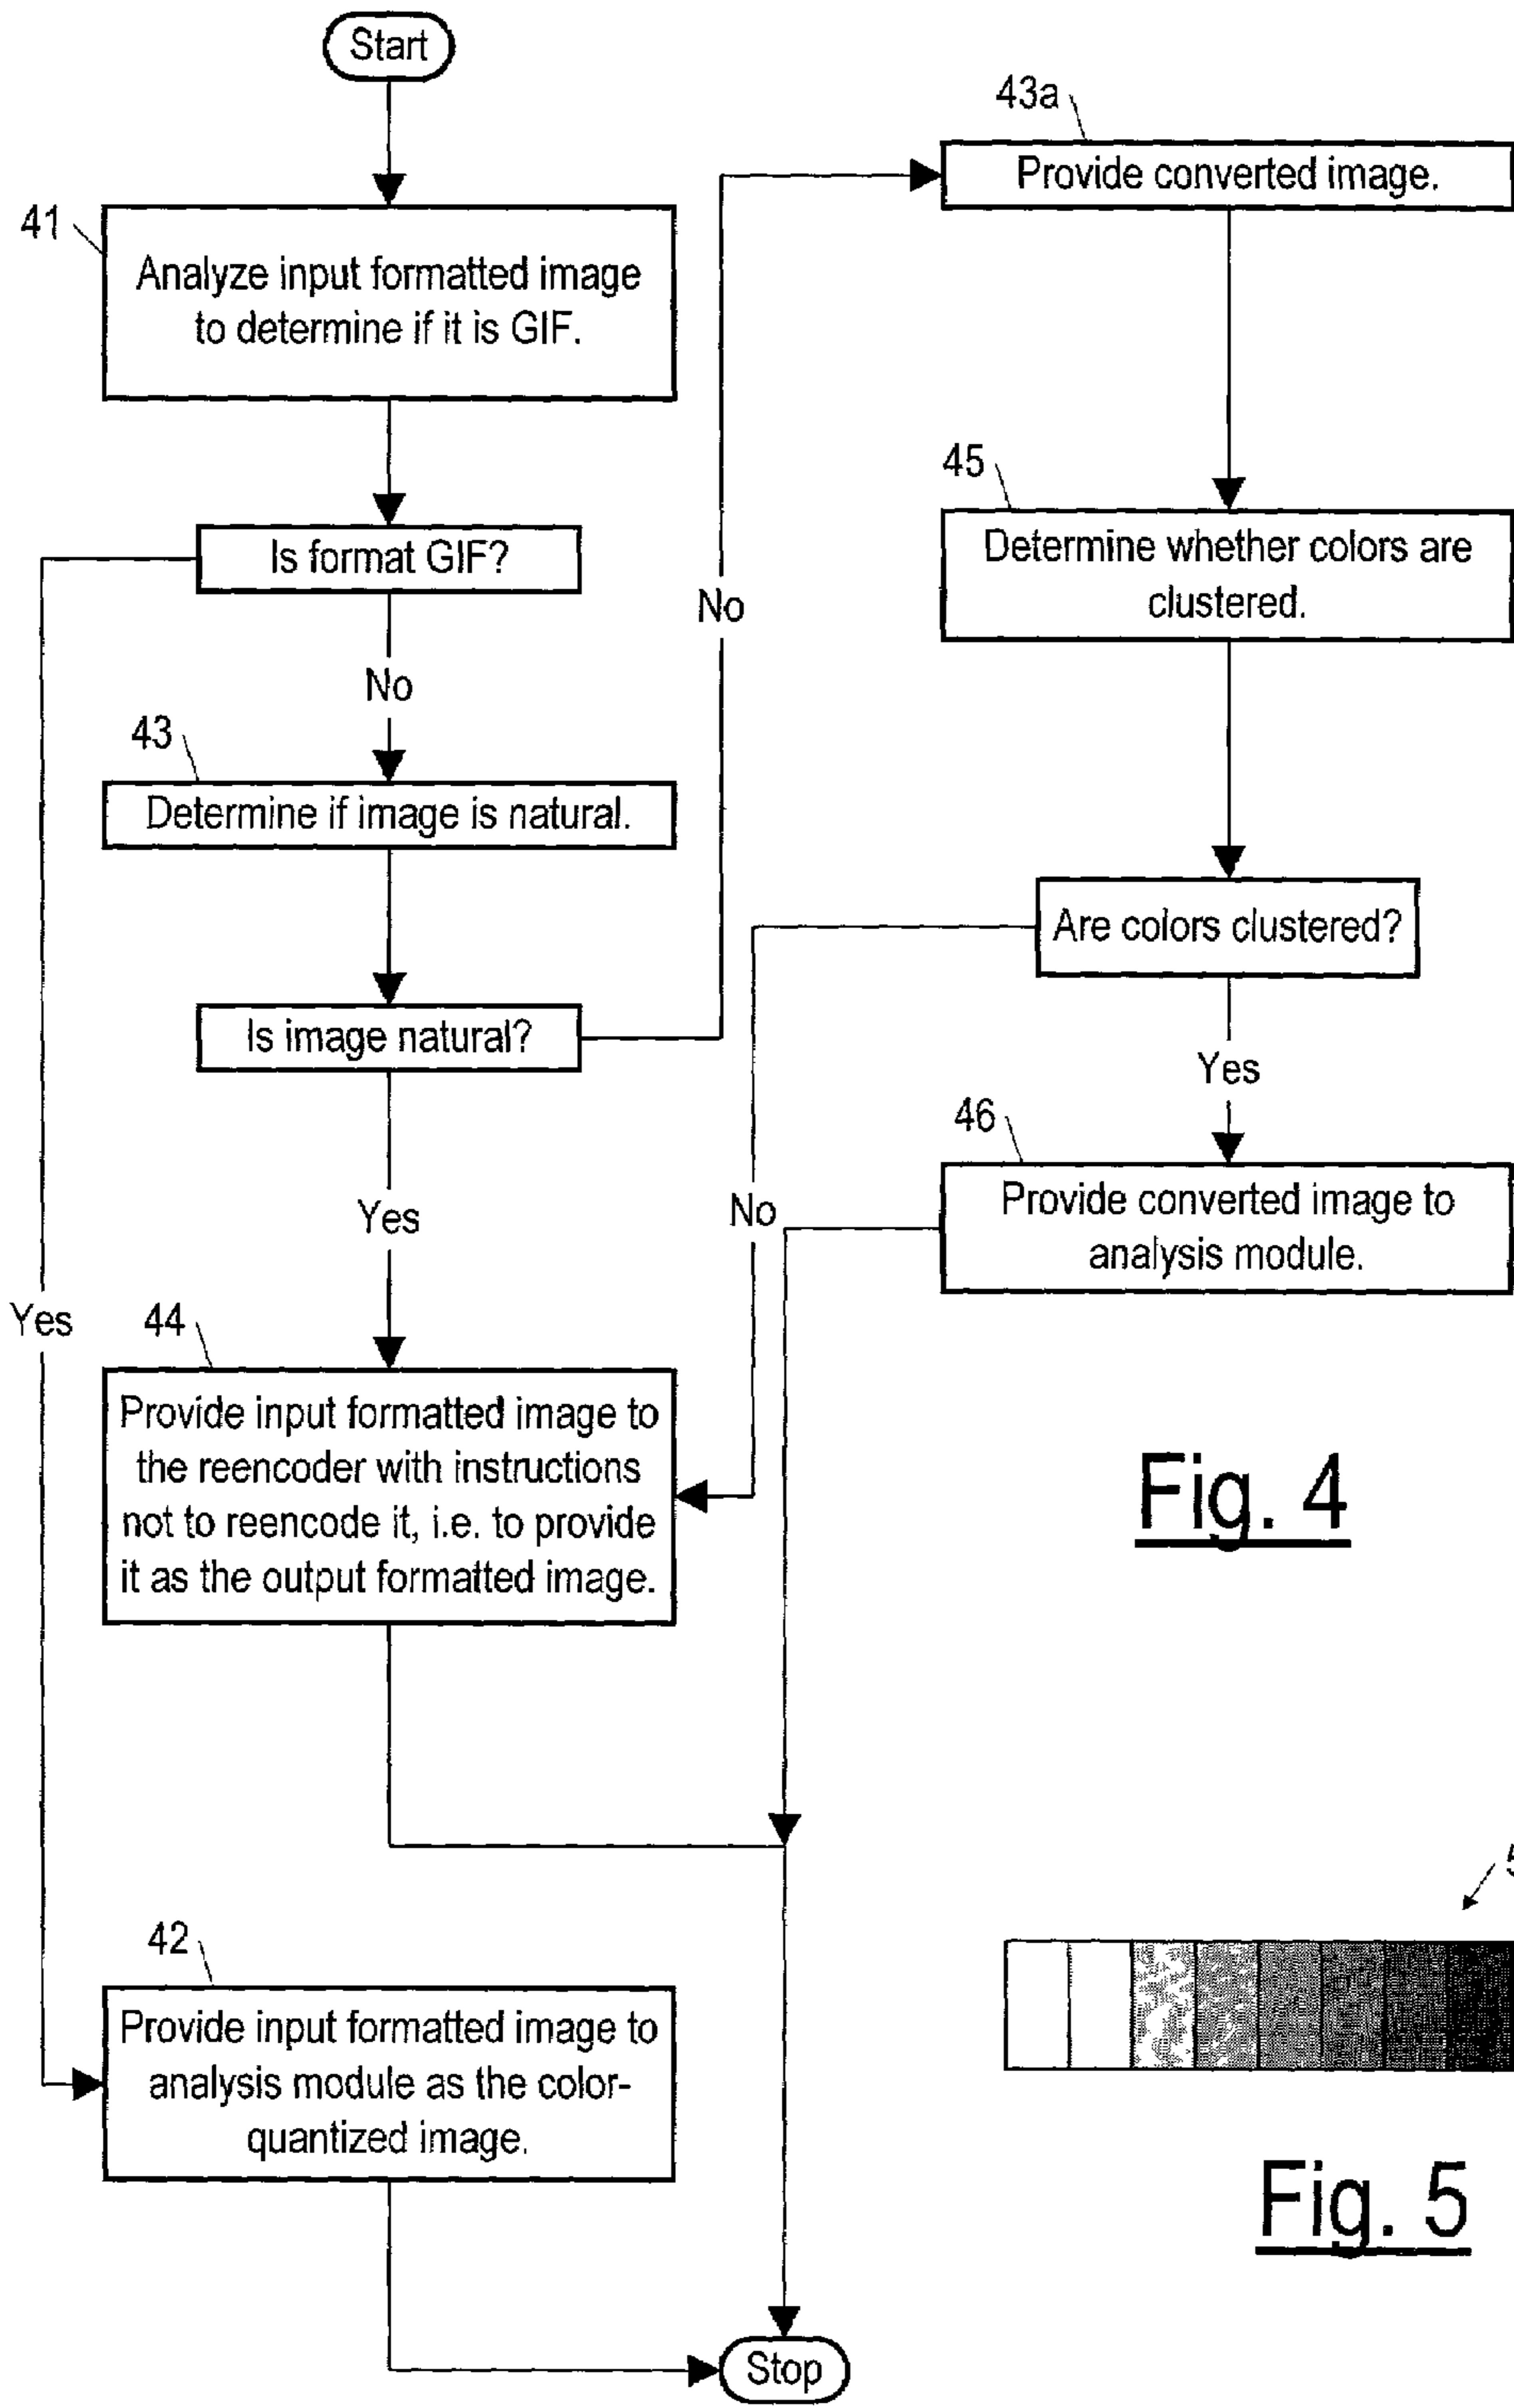 Start
41
Analyze input formatted image
to determine if it is GIF.
Is format GIF?
No
43
Determine if image is natural.
Is image natural?
Yes
No
Yes
44
Provide input formatted image to
the reencoder with instructions
not to reencode it, i.e. to provide
it as the output formatted image.
42
Provide input formatted image to
analysis module as the color-
quantized image.
Stop
43a
Provide converted image.
45
Determine whether colors are
clustered.
Are colors clustered?
Yes
No
46
Provide converted image to
analysis module.
Fig. 4
Fig. 5